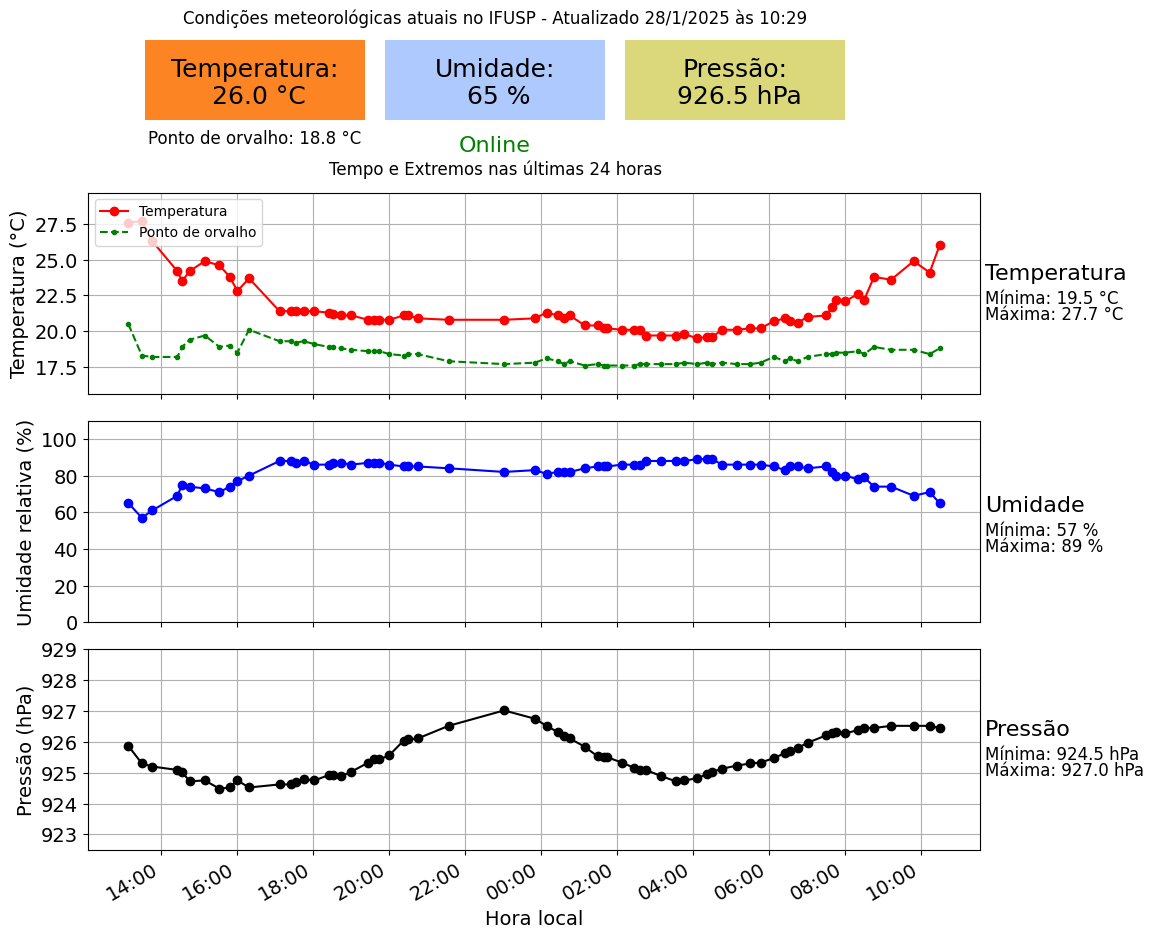 Condições meteorológicas atuais no IFUSP - Atualizado 28/1/2025 às 10:29
Temperatura:
26.0 °C
Umidade:
65 %
Pressão:
926.5 hPa
Ponto de orvalho: 18.8 °C
Online
Tempo e Extremos nas últimas 24 horas
Temperatura (°C)
27.5
25.0
22.5
20.0
17.5
Temperatura
Ponto de orvalho
Temperatura
Mínima: 19.5 °C
Máxima: 27.7 °C
Umidade relativa (%)
100
80
60
40
20
0
Umidade
Mínima: 57 %
Máxima: 89 %
Pressão (hPa)
929
928
927
926
925
924
923
Pressão
Mínima: 924.5 hPa
Máxima: 927.0 hPa
14:00 16:00 18:00 20:00 22:00 00:00 02:00 04:00 06:00 08:00 10:00
Hora local